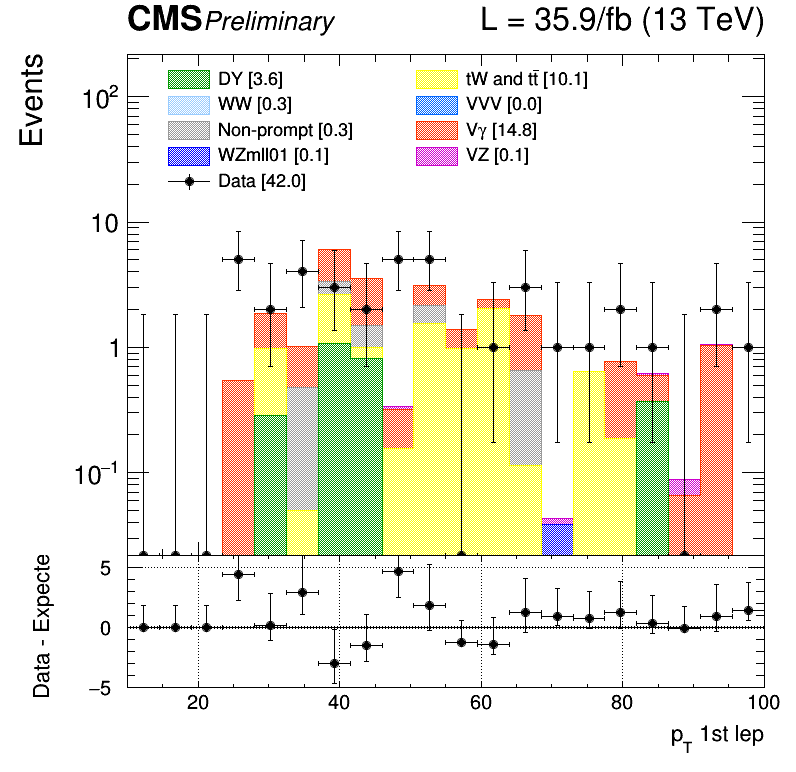 CMS Preliminary L = 35.9/fb (13 TeV)
Events
DY [3.6] tW and tt̄ [10.1]
WW [0.3] VVV [0.0]
Non-prompt [0.3] Vγ [14.8]
WZmll01 [0.1] VZ [0.1]
Data [42.0]
10²
10
1
10⁻¹
Data - Expecte
5
0
−5
20 40 60 80 100
p_T 1st lep